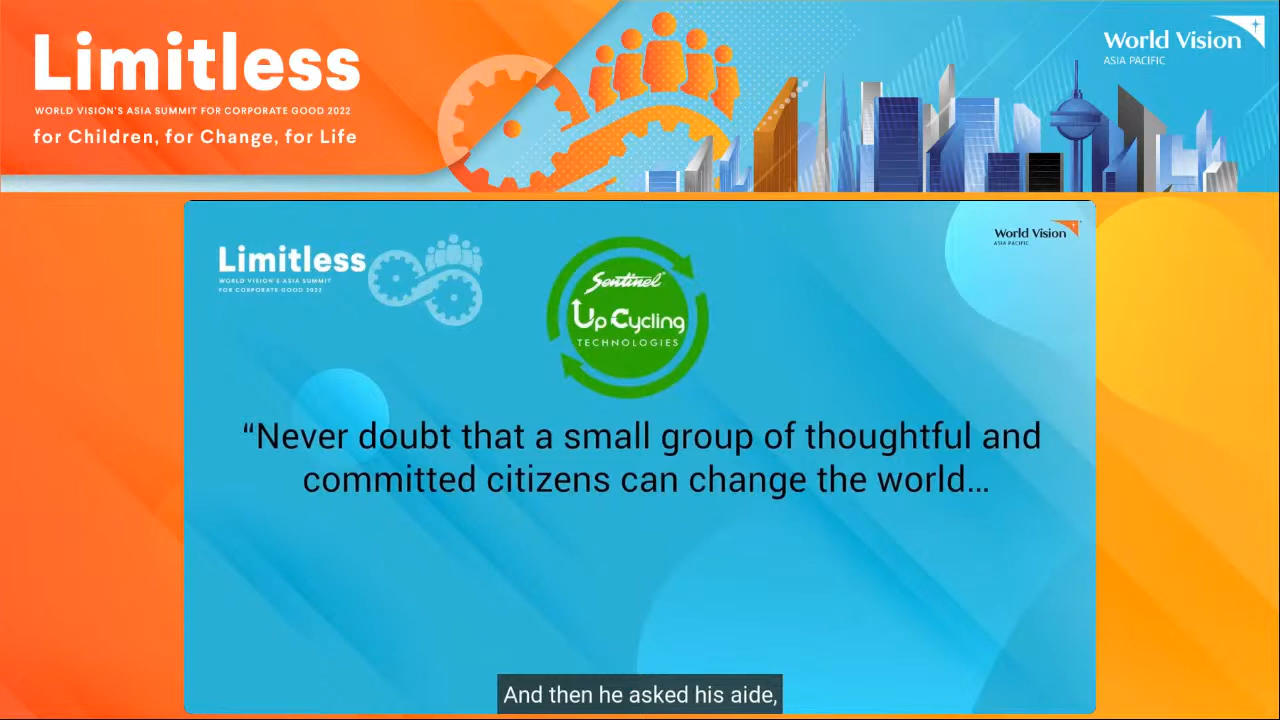 Limitless
WORLD VISION'S ASIA SUMMIT FOR CORPORATE GOOD 2022
for Children, for Change, for Life
World Vision
ASIA PACIFIC
Limitless
WORLD VISION'S ASIA SUMMIT
FOR CORPORATE GOOD 2022
Sentinel
Up Cycling
TECHNOLOGIES
World Vision
ASIA PACIFIC
“Never doubt that a small group of thoughtful and
committed citizens can change the world...
And then he asked his aide,